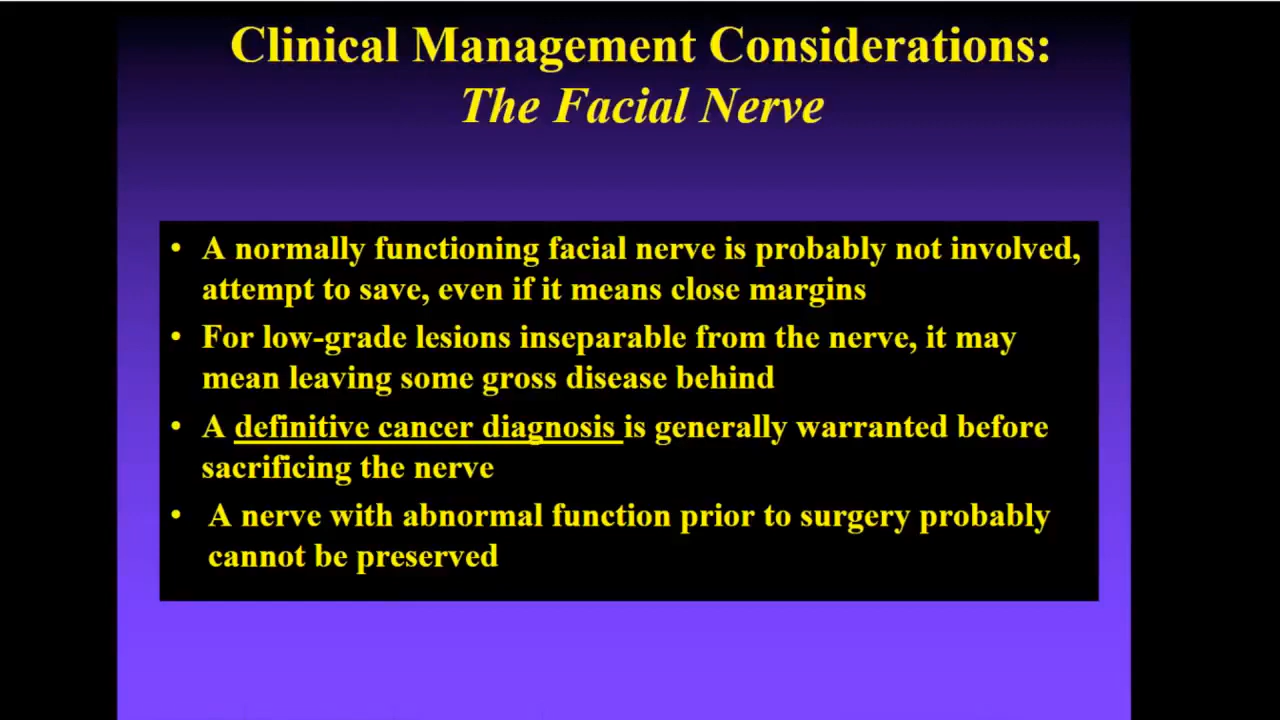 Clinical Management Considerations:
The Facial Nerve
• A normally functioning facial nerve is probably not involved,
attempt to save, even if it means close margins
• For low-grade lesions inseparable from the nerve, it may
mean leaving some gross disease behind
• A definitive cancer diagnosis is generally warranted before
sacrificing the nerve
• A nerve with abnormal function prior to surgery probably
cannot be preserved